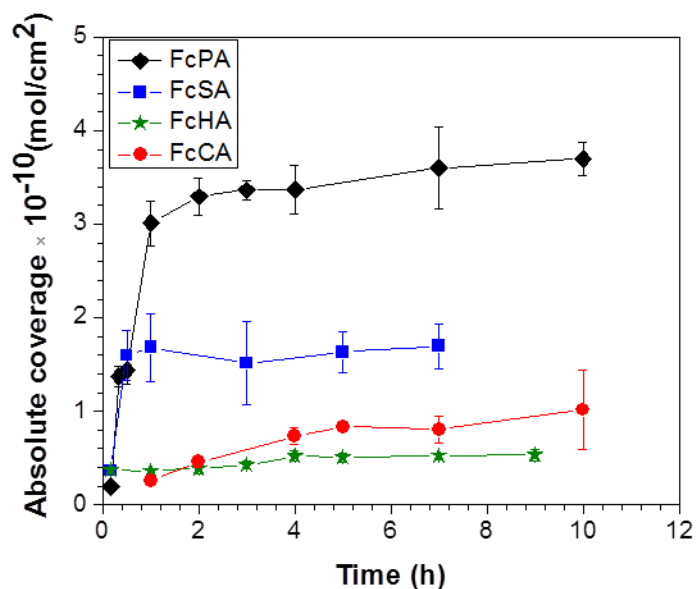 Absolute coverage × 10⁻¹⁰(mol/cm²)
5
4
3
2
1
0
FcPA
FcSA
FcHA
FcCA
0 2 4 6 8 10 12
Time (h)